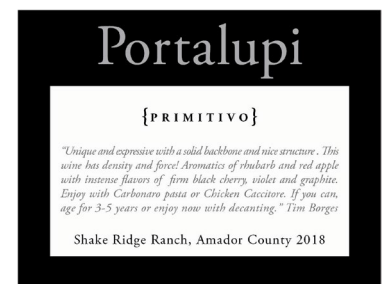 Portalupi
{PRIMITIVO}
“Unique and expressive with a solid backbone and nice structure . This
wine has density and force! Aromatics of rhubarb and red apple
with instense flavors of firm black cherry, violet and graphite.
Enjoy with Carbonaro pasta or Chicken Caccitore. If you can,
age for 3-5 years or enjoy now with decanting.” Tim Borges
Shake Ridge Ranch, Amador County 2018